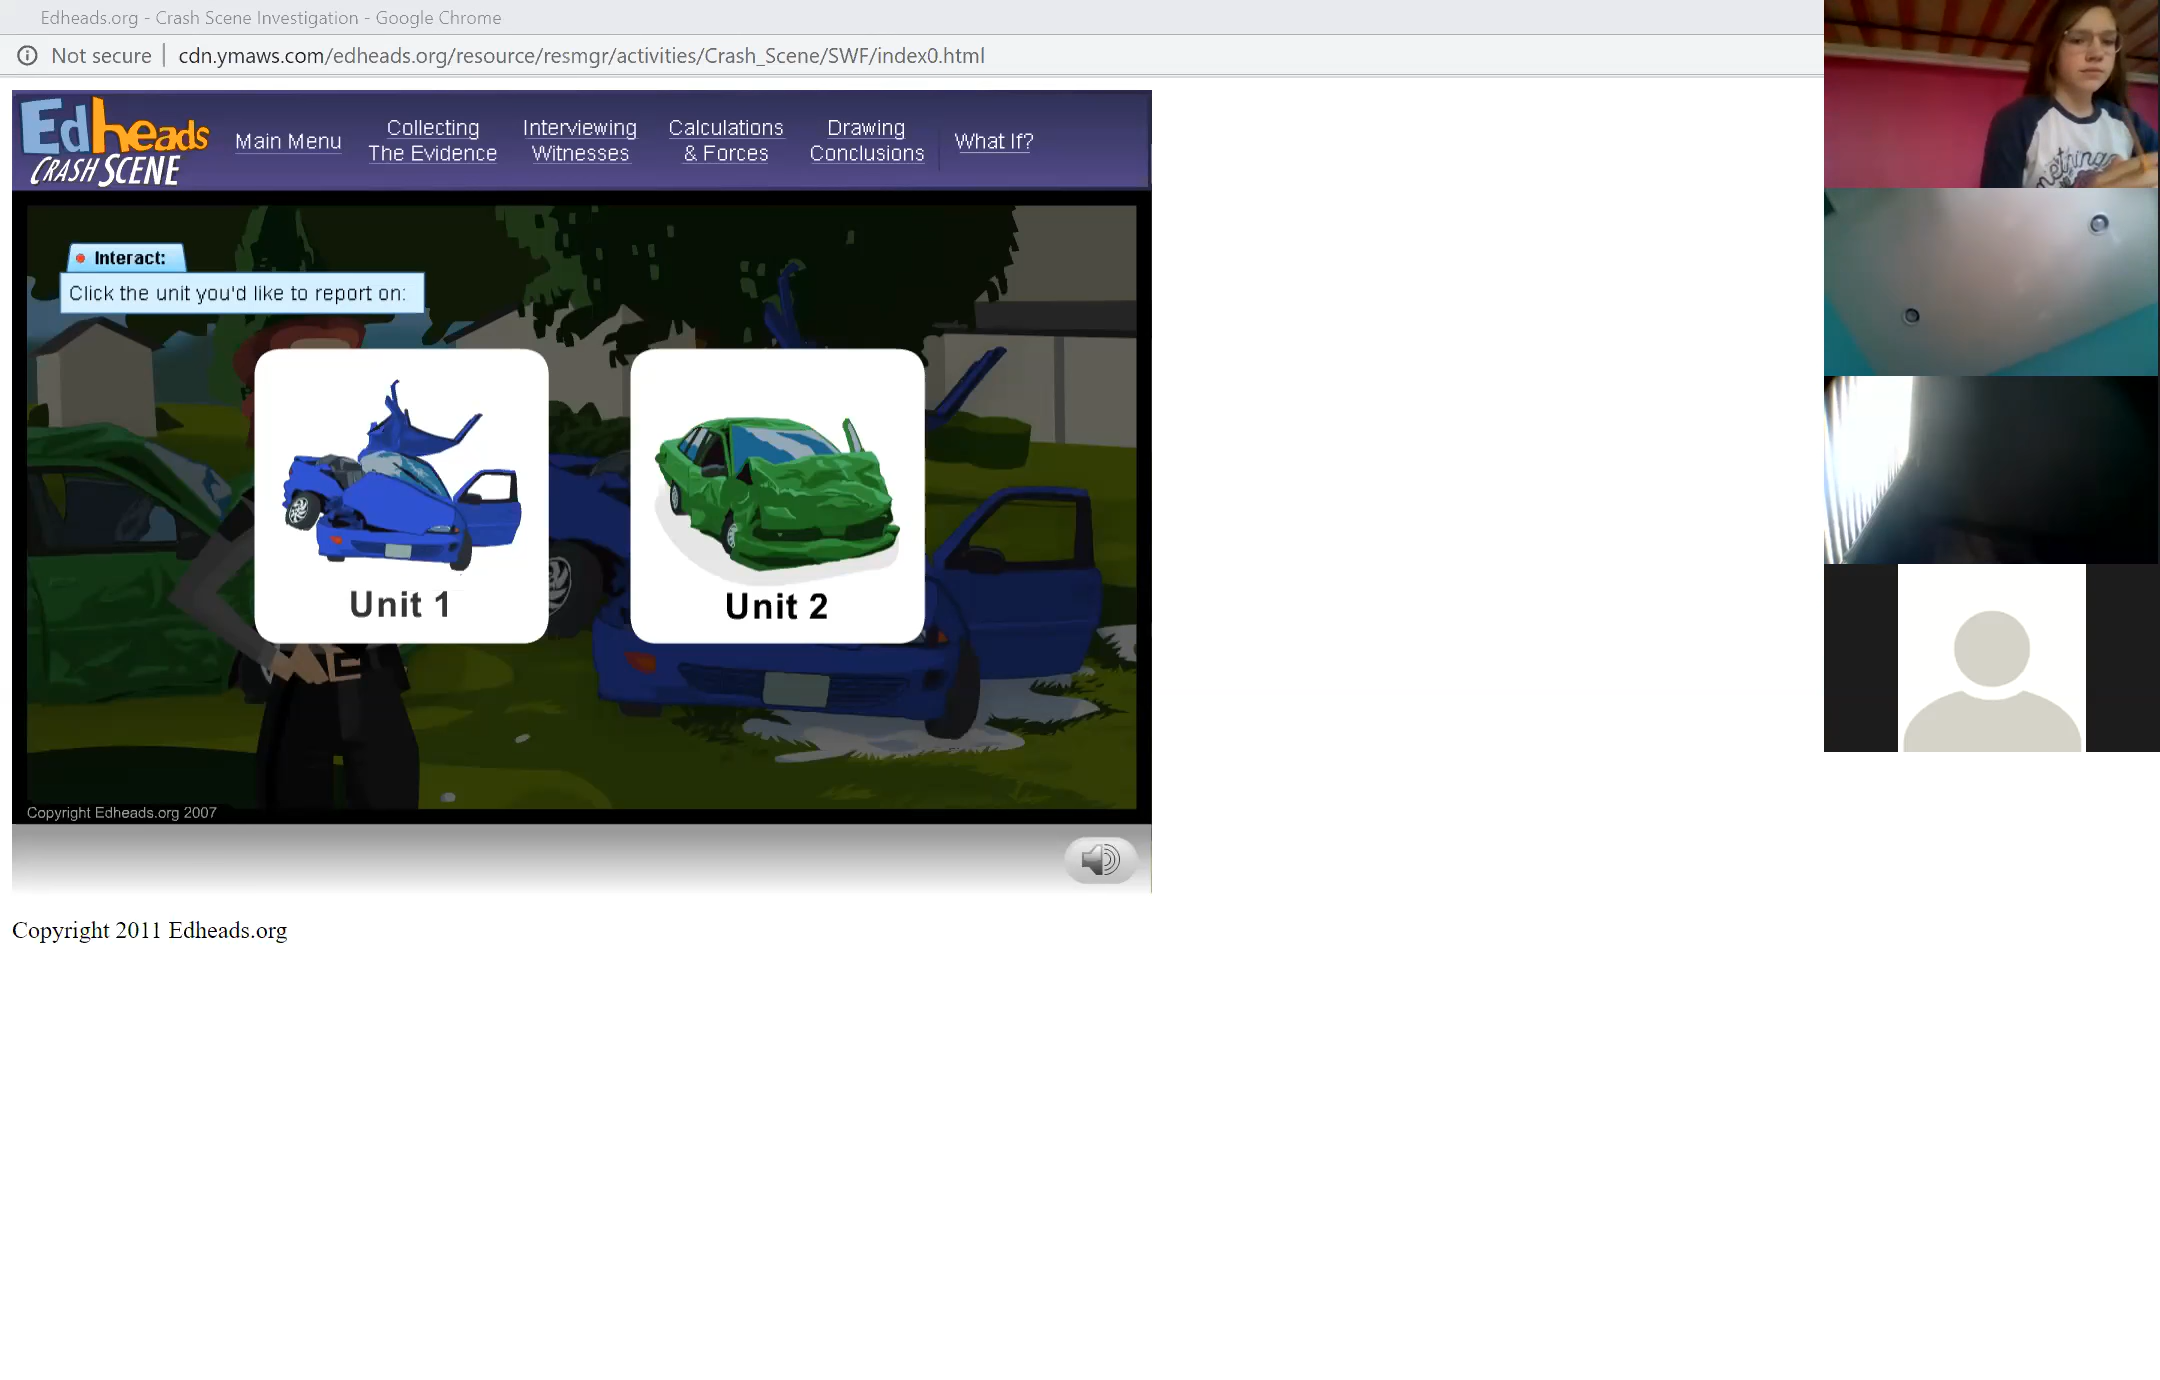 Edheads.org - Crash Scene Investigation - Google Chrome
Not secure | cdn.ymaws.com/edheads.org/resource/resmgr/activities/Crash_Scene/SWF/index0.html
Edheads
CRASH SCENE
Main Menu
Collecting
The Evidence
Interviewing
Witnesses
Calculations
& Forces
Drawing
Conclusions
What If?
Interact:
Click the unit you'd like to report on:
Unit 1
Unit 2
Copyright Edheads.org 2007
Copyright 2011 Edheads.org